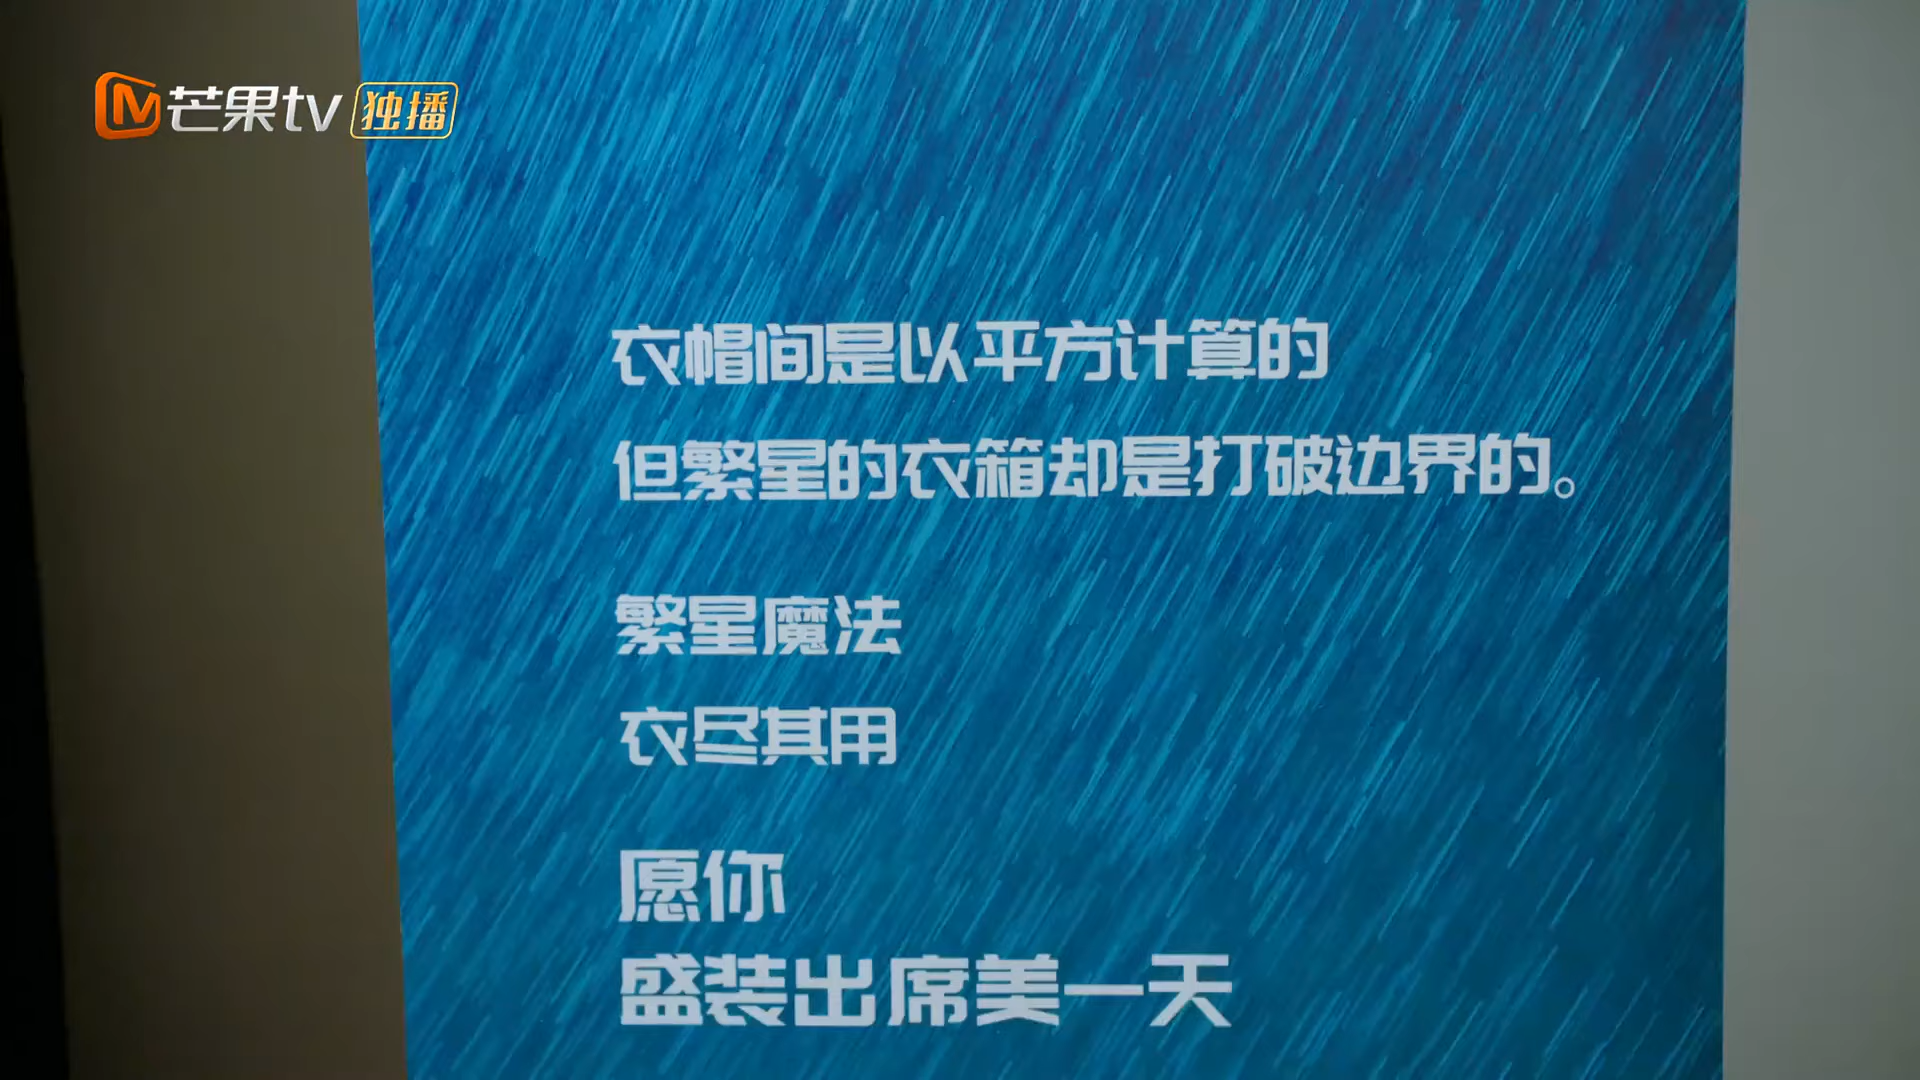 芒果tv 独播
衣帽间是以平方计算的
但繁星的衣箱却是打破边界的。
繁星魔法
衣尽其用
愿你
盛装出席美一天